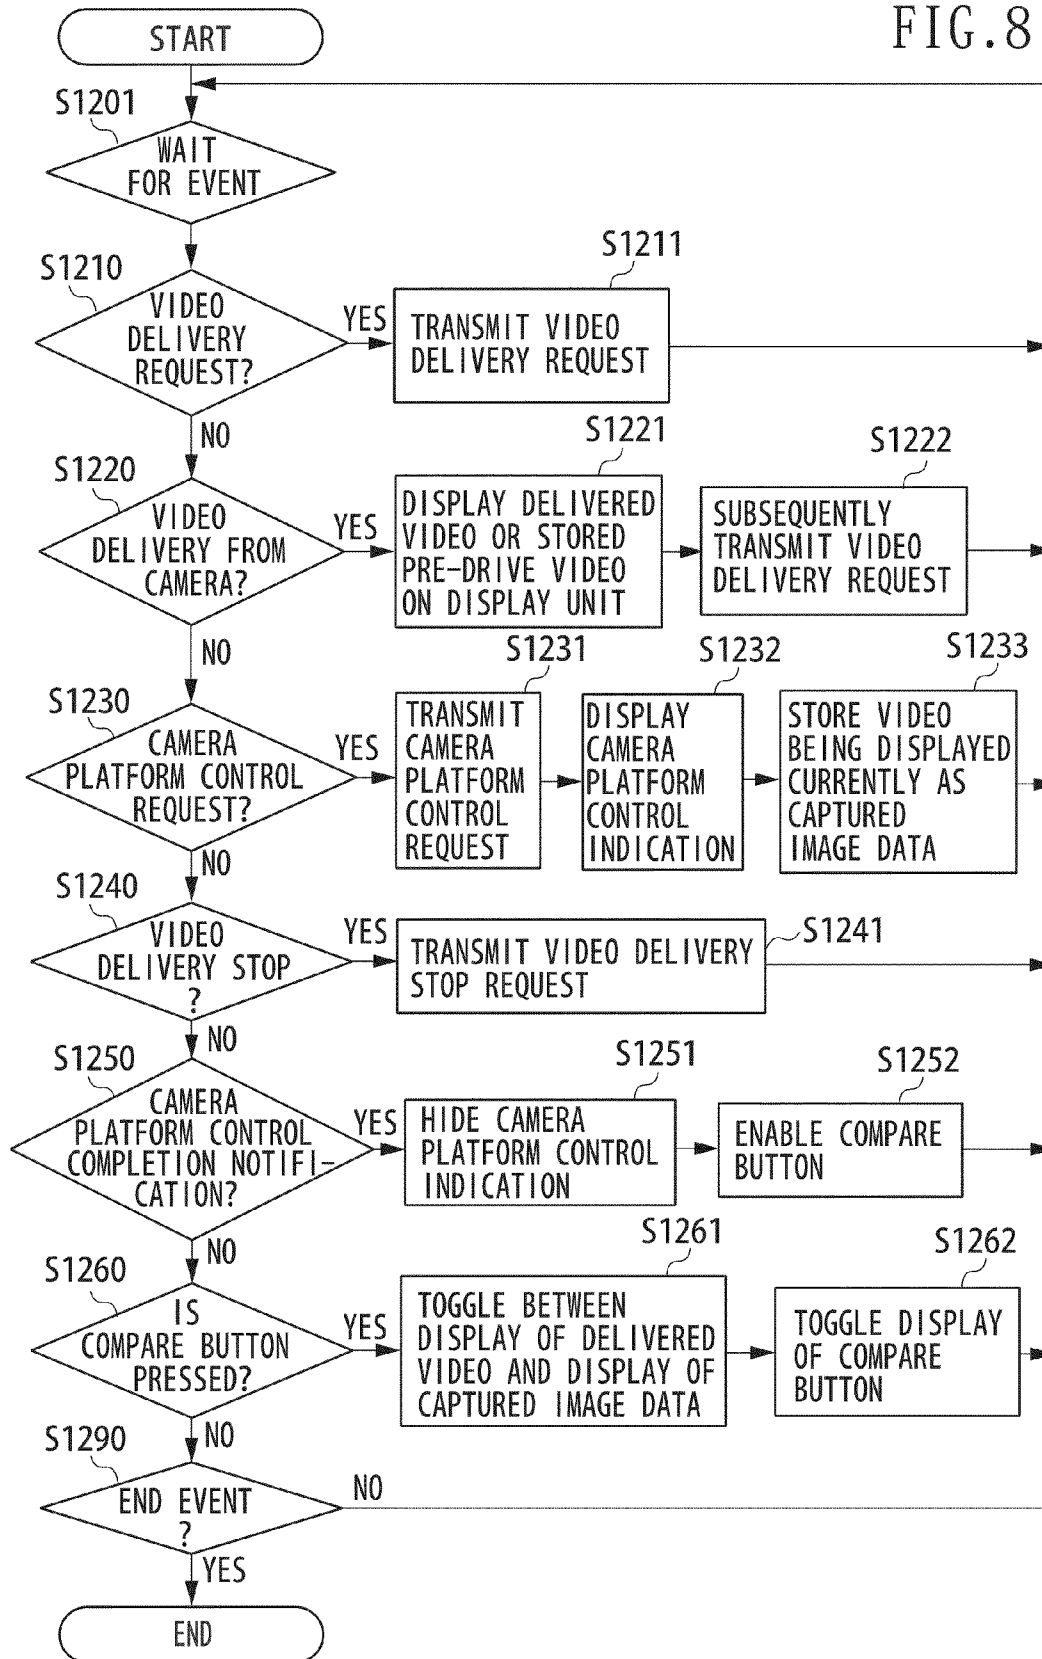 FIG.8
START
S1201
WAIT
FOR EVENT
S1210
VIDEO
DELIVERY
REQUEST?
YES
S1211
TRANSMIT VIDEO
DELIVERY REQUEST
NO
S1220
VIDEO
DELIVERY FROM
CAMERA?
YES
S1221
DISPLAY DELIVERED
VIDEO OR STORED
PRE-DRIVE VIDEO
ON DISPLAY UNIT
S1222
SUBSEQUENTLY
TRANSMIT VIDEO
DELIVERY REQUEST
NO
S1230
CAMERA
PLATFORM CONTROL
REQUEST?
YES
S1231
TRANSMIT
CAMERA
PLATFORM
CONTROL
REQUEST
S1232
DISPLAY
CAMERA
PLATFORM
CONTROL
INDICATION
S1233
STORE VIDEO
BEING DISPLAYED
CURRENTLY AS
CAPTURED
IMAGE DATA
NO
S1240
VIDEO
DELIVERY STOP
?
YES
S1241
TRANSMIT VIDEO DELIVERY
STOP REQUEST
NO
S1250
CAMERA
PLATFORM CONTROL
COMPLETION NOTIFI-
CATION?
YES
S1251
HIDE CAMERA
PLATFORM CONTROL
INDICATION
S1252
ENABLE COMPARE
BUTTON
NO
S1260
IS
COMPARE BUTTON
PRESSED?
YES
S1261
TOGGLE BETWEEN
DISPLAY OF DELIVERED
VIDEO AND DISPLAY OF
CAPTURED IMAGE DATA
S1262
TOGGLE DISPLAY
OF COMPARE
BUTTON
NO
S1290
END EVENT
?
NO
YES
END